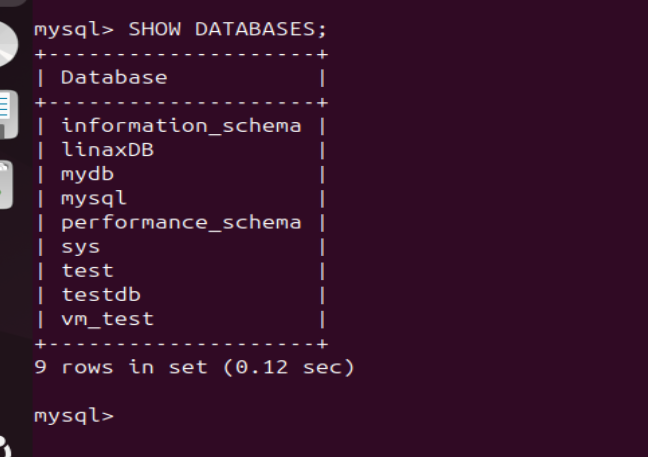 mysql> SHOW DATABASES;
+--------------------+
| Database           |
+--------------------+
| information_schema |
| linaxDB            |
| mydb               |
| mysql              |
| performance_schema |
| sys                |
| test               |
| testdb             |
| vm_test            |
+--------------------+
9 rows in set (0.12 sec)
mysql>